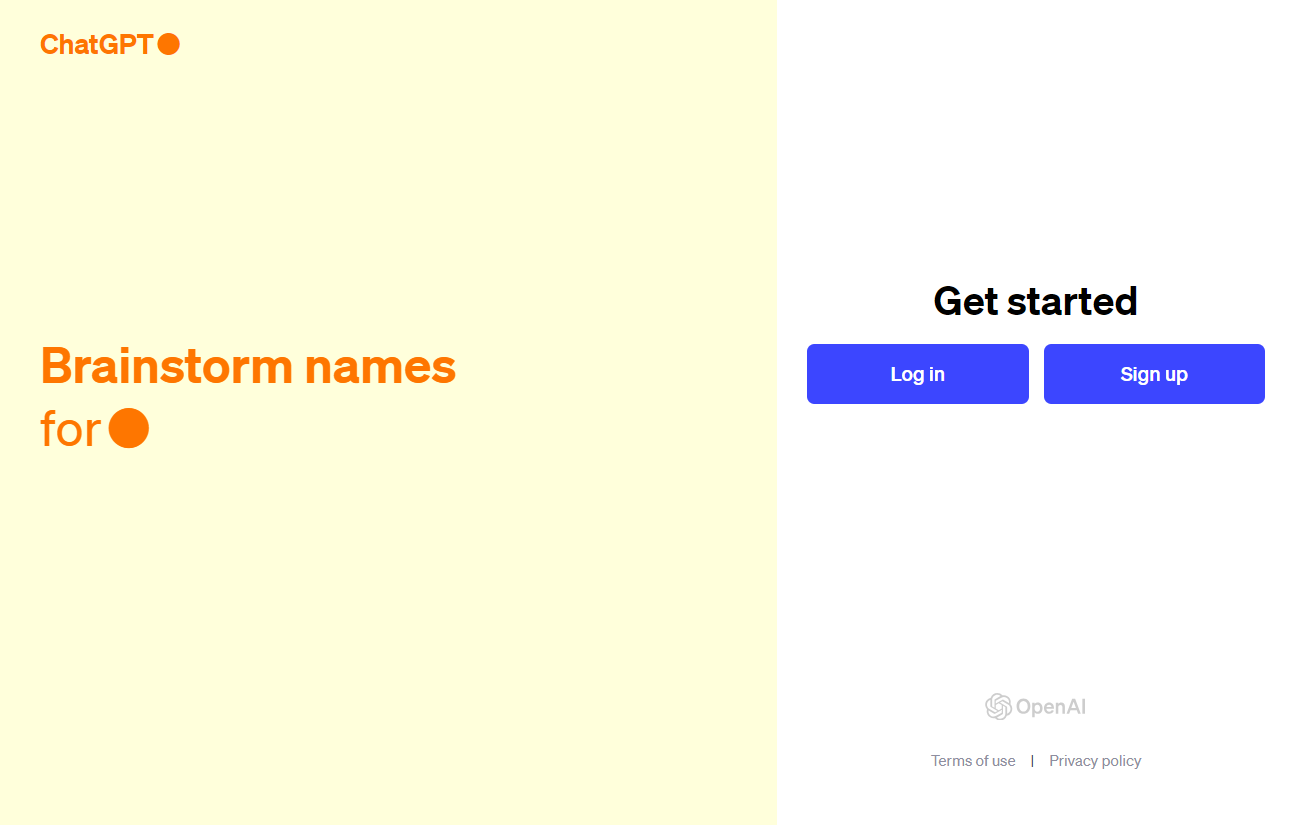 ChatGPT
Brainstorm names
for
Get started
Log in
Sign up
OpenAI
Terms of use | Privacy policy